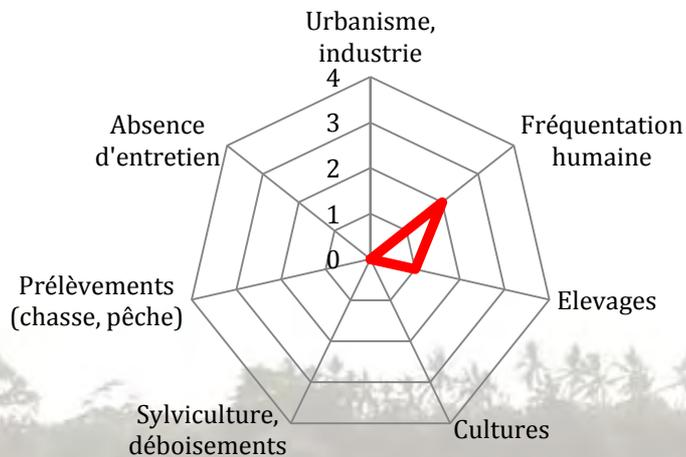 Urbanisme,
industrie
4
3
2
1
0
Fréquentation
humaine
Elevages
Cultures
Sylviculture,
déboisements
Prélèvements
(chasse, pêche)
Absence
d'entretien